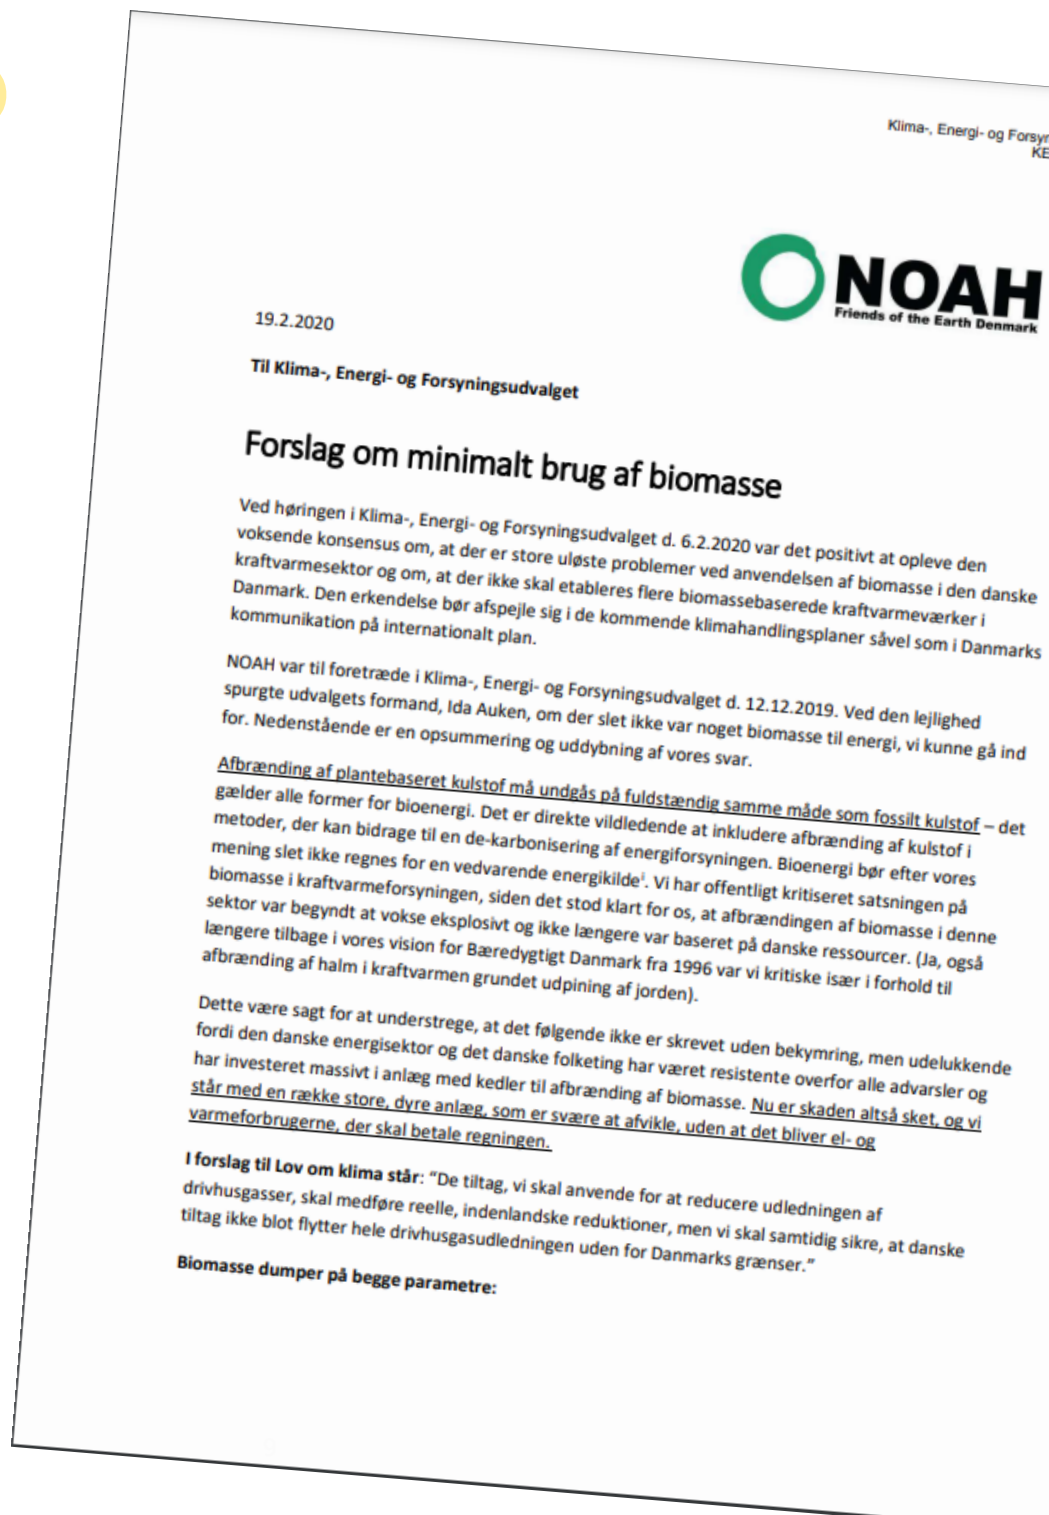 Klima-, Energi- og
KE
NOAH
Friends of the Earth Denmark
19.2.2020
Til Klima-, Energi- og Forsyningsudvalget
Forslag om minimalt brug af biomasse
Ved høringen i Klima-, Energi- og Forsyningsudvalget d. 6.2.2020 var det positivt at opleve den
voksende konsensus om, at der er store uløste problemer ved anvendelsen af biomasse i den danske
kraftvarmesektor og om, at der ikke skal etableres flere biomassebaserede kraftvarmeværker i
Danmark. Den erkendelse bør afspejle sig i de kommende klimahandlingsplaner såvel som i Danmarks
kommunikation på internationalt plan.
NOAH var til foretræde i Klima-, Energi- og Forsyningsudvalget d. 12.12.2019. Ved den lejlighed
spurgte udvalgets formand, Ida Auken, om der slet ikke var noget biomasse til energi, vi kunne gå ind
for. Nedenstående er en opsummering og uddybning af vores svar.
Afbrænding af plantebaseret kulstof må undgås på fuldstændig samme måde som fossilt kulstof – det
gælder alle former for bioenergi. Det er direkte vildledende at inkludere afbrænding af kulstof i
metoder, der kan bidrage til en de-karbonisering af energiforsyningen. Bioenergi bør efter vores
mening slet ikke regnes for en vedvarende energikildeⁱ. Vi har offentligt kritiseret satsningen på
biomasse i kraftvarmeforsyningen, siden det stod klart for os, at afbrændingen af biomasse i denne
sektor var begyndt at vokse eksplosivt og ikke længere var baseret på danske ressourcer. (Ja, også
længere tilbage i vores vision for Bæredygtigt Danmark fra 1996 var vi kritiske især i forhold til
afbrænding af halm i kraftvarmen grundet udpining af jorden).
Dette være sagt for at understrege, at det følgende ikke er skrevet uden bekymring, men udelukkende
fordi den danske energisektor og det danske folketing har været resistente overfor alle advarsler og
har investeret massivt i anlæg med kedler til afbrænding af biomasse. Nu er skaden altså sket, og vi
står med en række store, dyre anlæg, som er svære at afvikle, uden at det bliver el- og
varmeforbrugerne, der skal betale regningen.
I forslag til Lov om klima står: “De tiltag, vi skal anvende for at reducere udledningen af
drivhusgasser, skal medføre reelle, indenlandske reduktioner, men vi skal samtidig sikre, at danske
tiltag ikke blot flytter hele drivhusgasudledningen uden for Danmarks grænser.”
Biomasse dumper på begge parametre: